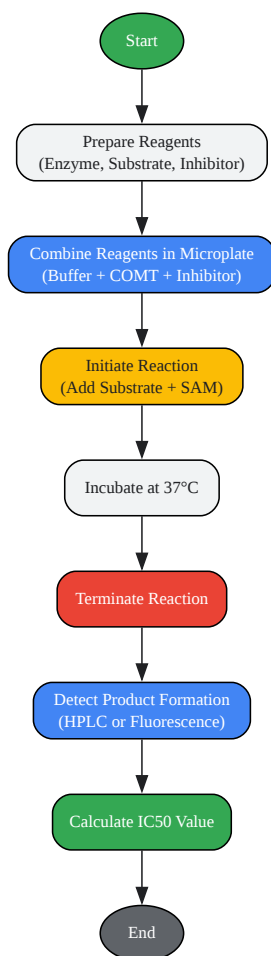 Start
Prepare Reagents
(Enzyme, Substrate, Inhibitor)
Combine Reagents in Microplate
(Buffer + COMT + Inhibitor)
Initiate Reaction
(Add Substrate + SAM)
Incubate at 37°C
Terminate Reaction
Detect Product Formation
(HPLC or Fluorescence)
Calculate IC50 Value
End